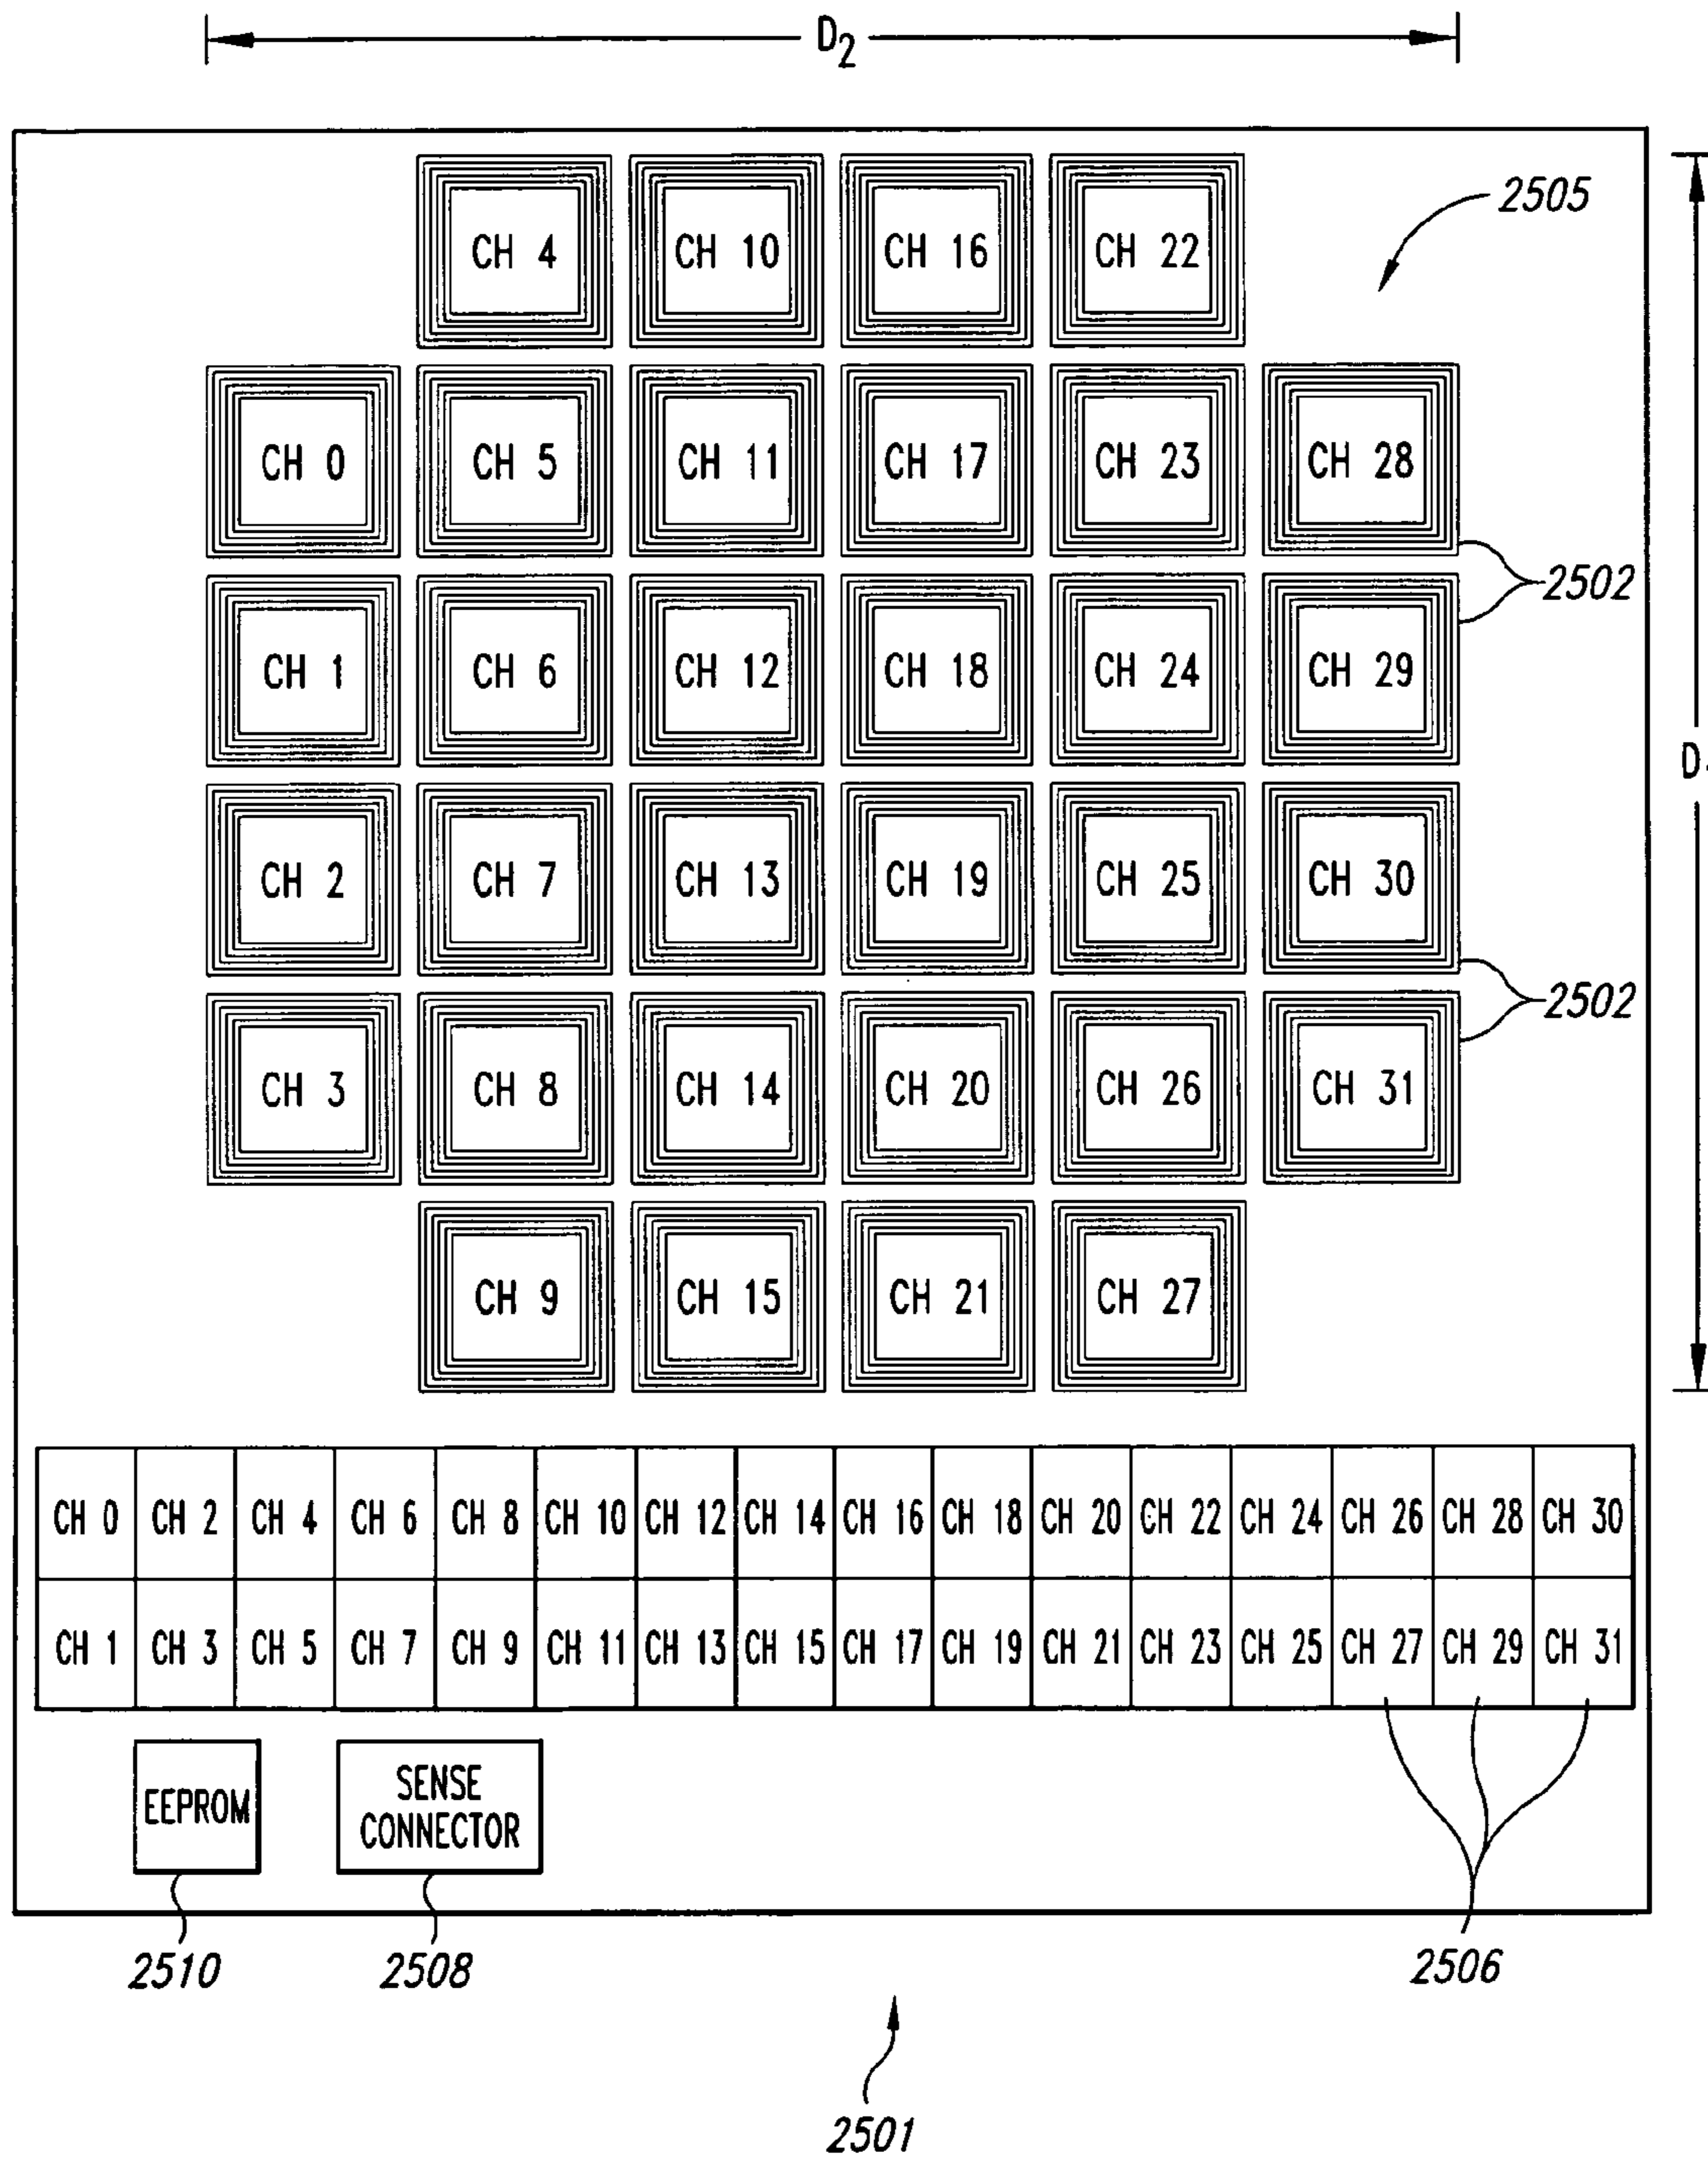 D2
2505
CH 4 CH 10 CH 16 CH 22
CH 0 CH 5 CH 11 CH 17 CH 23 CH 28
2502
CH 1 CH 6 CH 12 CH 18 CH 24 CH 29
D
CH 2 CH 7 CH 13 CH 19 CH 25 CH 30
2502
CH 3 CH 8 CH 14 CH 20 CH 26 CH 31
CH 9 CH 15 CH 21 CH 27
CH 0 CH 2 CH 4 CH 6 CH 8 CH 10 CH 12 CH 14 CH 16 CH 18 CH 20 CH 22 CH 24 CH 26 CH 28 CH 30
CH 1 CH 3 CH 5 CH 7 CH 9 CH 11 CH 13 CH 15 CH 17 CH 19 CH 21 CH 23 CH 25 CH 27 CH 29 CH 31
EEPROM
SENSE
CONNECTOR
2510 2508 2506
2501